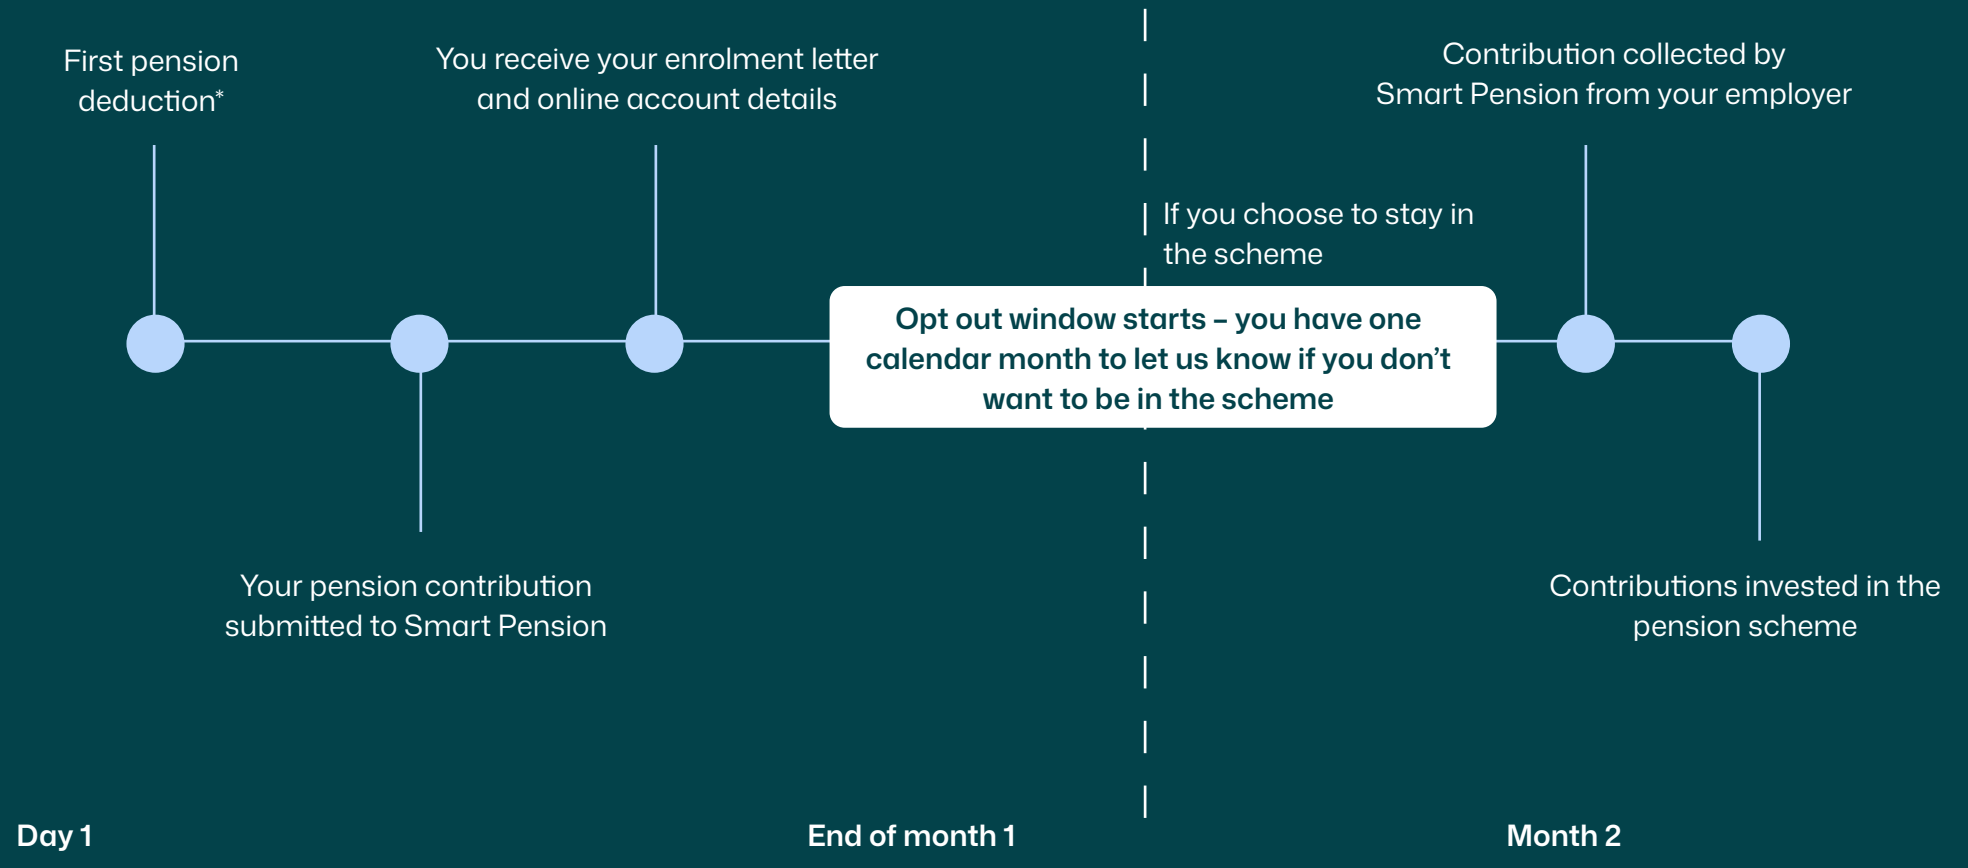 First pension
deduction*
You receive your enrolment letter
and online account details
Contribution collected by
Smart Pension from your employer
If you choose to stay in
the scheme
Opt out window starts – you have one
calendar month to let us know if you don’t
want to be in the scheme
Your pension contribution
submitted to Smart Pension
Contributions invested in the
pension scheme
Day 1
End of month 1
Month 2